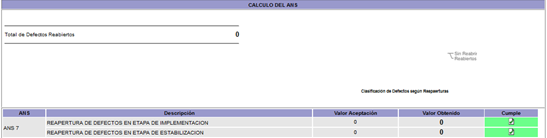 CALCULO DEL ANS
Total de Defectos Reabiertos 0
Sin Reabrir
Reabiertos
Clasificacion de Defectos según Reaperturas
ANS Descripción Valor Aceptación Valor Obtenido Cumple
ANS 7
REAPERTURA DE DEFECTOS EN ETAPA DE IMPLEMENTACION 0 0
REAPERTURA DE DEFECTOS EN ETAPA DE ESTABILIZACION 0 0